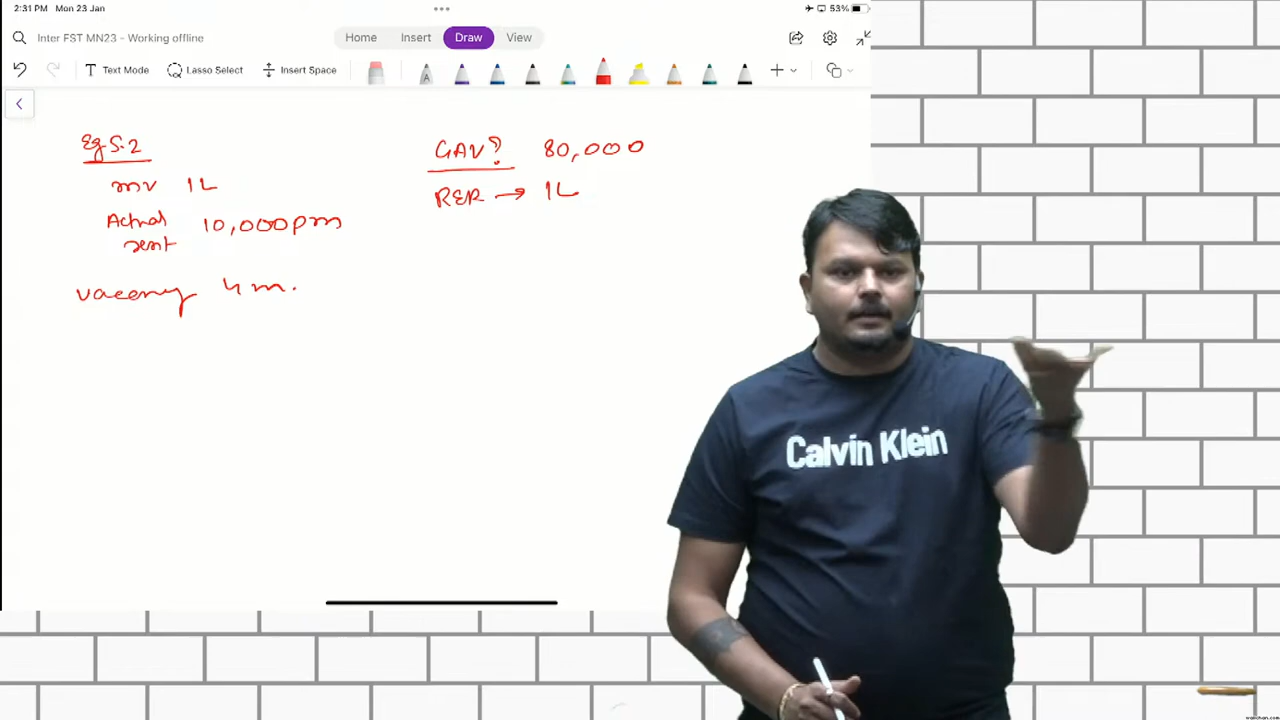 2:31 PM Mon 23 Jan
53%
Inter FST MN23 - Working offline
Home Insert Draw View
Text Mode Lasso Select Insert Space
Eg 5.2
mv 1L
Actual rent 10,000pm
vacancy 4 m.
GAV? 80,000
RER → 1L
Calvin Klein